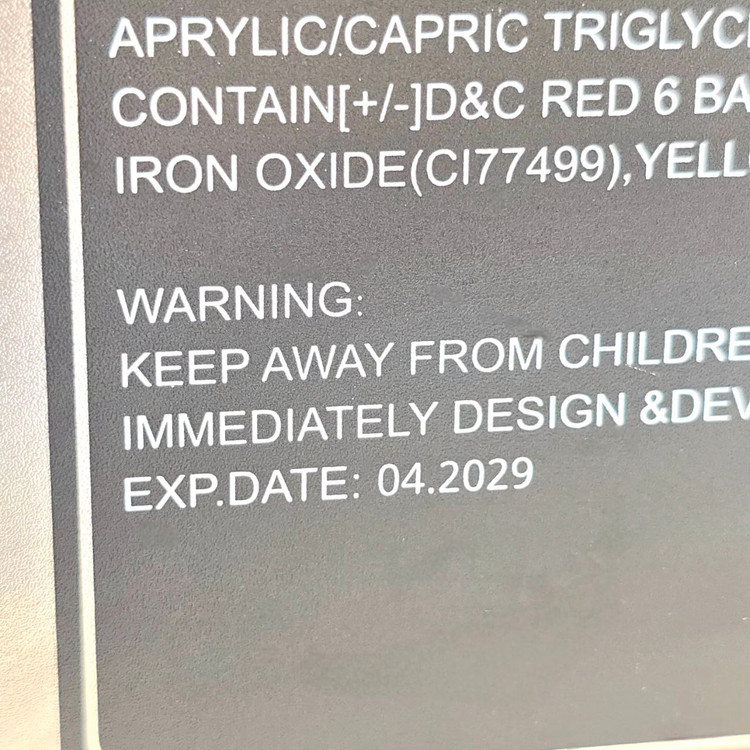 APRYLIC/CAPRIC TRIGLYC
CONTAIN[+/-]D&C RED 6 BA
IRON OXIDE(CI77499),YELL
WARNING:
KEEP AWAY FROM CHILDRE
IMMEDIATELY DESIGN &DEV
EXP.DATE: 04.2029